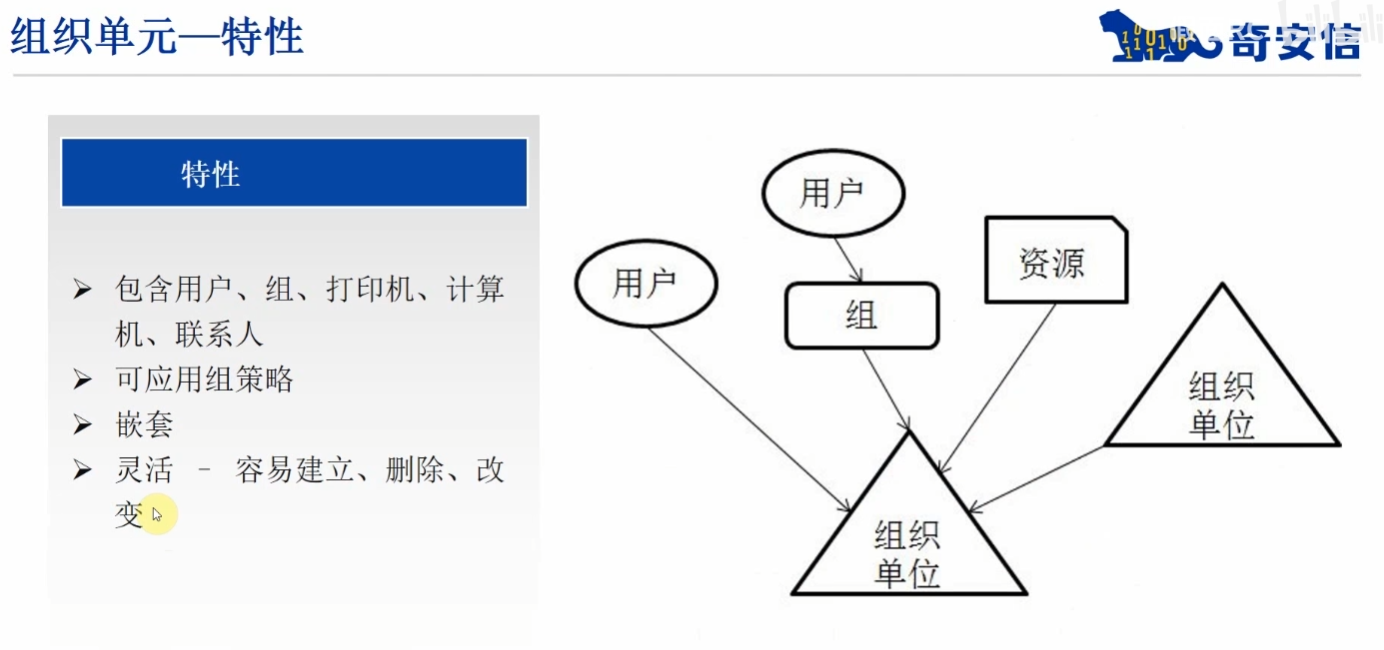 组织单元—特性
奇安信
特性
➢ 包含用户、组、打印机、计算
机、联系人
➢ 可应用组策略
➢ 嵌套
➢ 灵活 – 容易建立、删除、改
变
用户
用户
组
资源
组织
单位
组织
单位